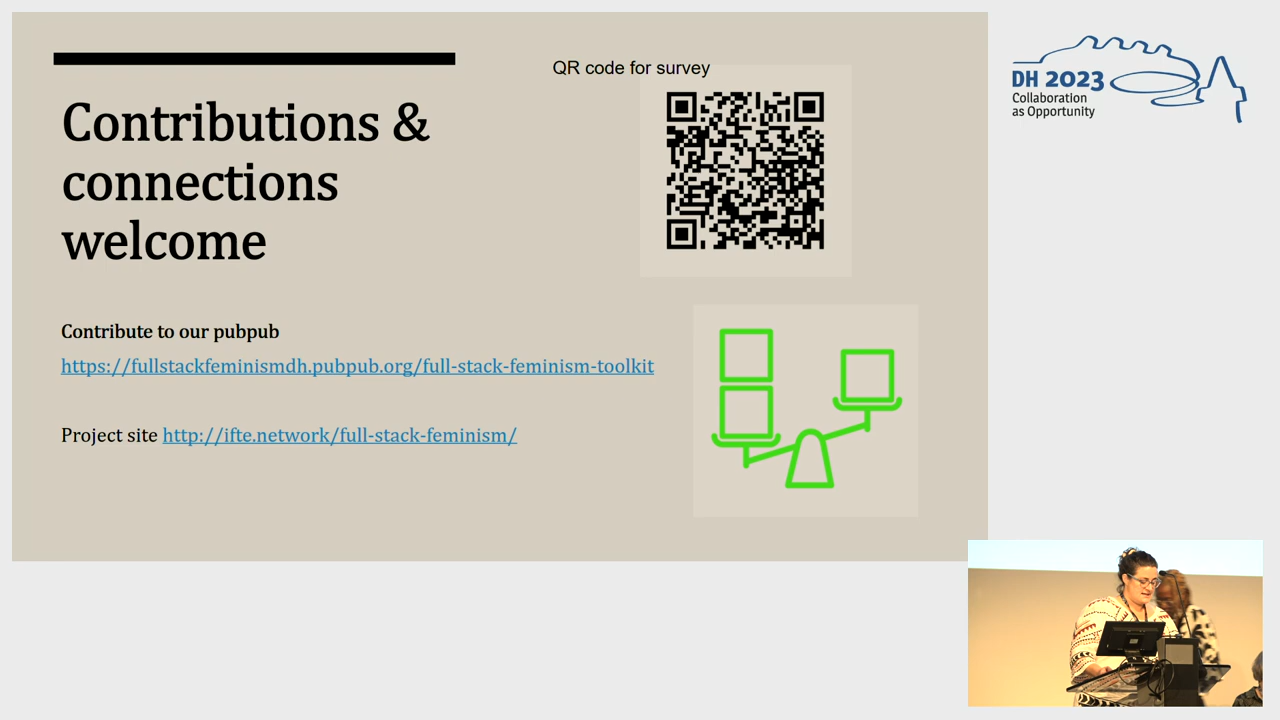 QR code for survey
Contributions &
connections
welcome
Contribute to our pubpub
https://fullstackfeminismdh.pubpub.org/full-stack-feminism-toolkit
Project site http://ifte.network/full-stack-feminism/
DH 2023
Collaboration
as Opportunity